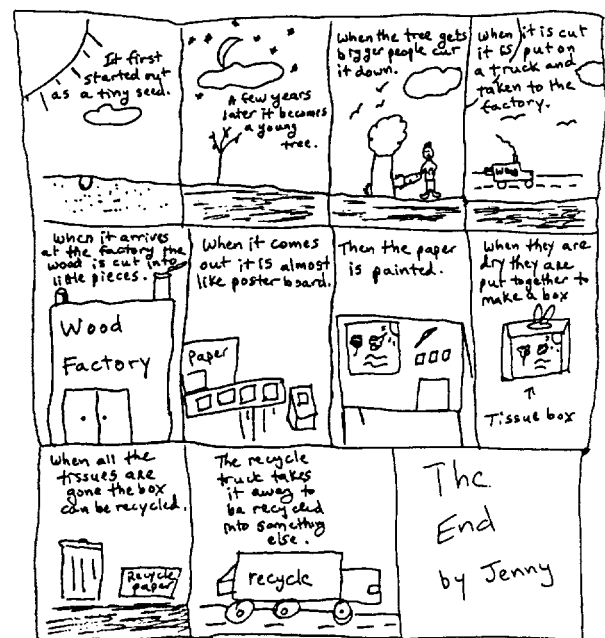 It first
started out
as a tiny seed.
A few years
later it becomes
a young
tree.
When the tree gets
bigger people cut
it down.
When it is cut
it is put on
a truck and
taken to the
factory.
Wood
When it arrives
at the factory the
wood is cut into
little pieces.
Wood
Factory
When it comes
out it is almost
like poster board.
Paper
Then the paper
is painted.
When they are
dry they are
put together to
make a box
Tissue box
When all the
tissues are
gone the box
can be recycled.
Recycle
paper
The recycle
truck takes
it away to
be recycled
into something
else.
recycle
The
End
by Jenny